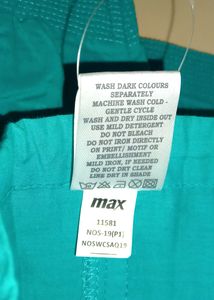 WASH DARK COLOURS
SEPARATELY
MACHINE WASH COLD -
GENTLE CYCLE
WASH AND DRY INSIDE OUT
USE MILD DETERGENT
DO NOT BLEACH
DO NOT IRON DIRECTLY
ON PRINT/ MOTIF OR
EMBELLISHMENT
MILD IRON, IF NEEDED
DO NOT DRY CLEAN
LINE DRY IN SHADE
max
11581
NOS-19(P1)
NOSWCSAQ19